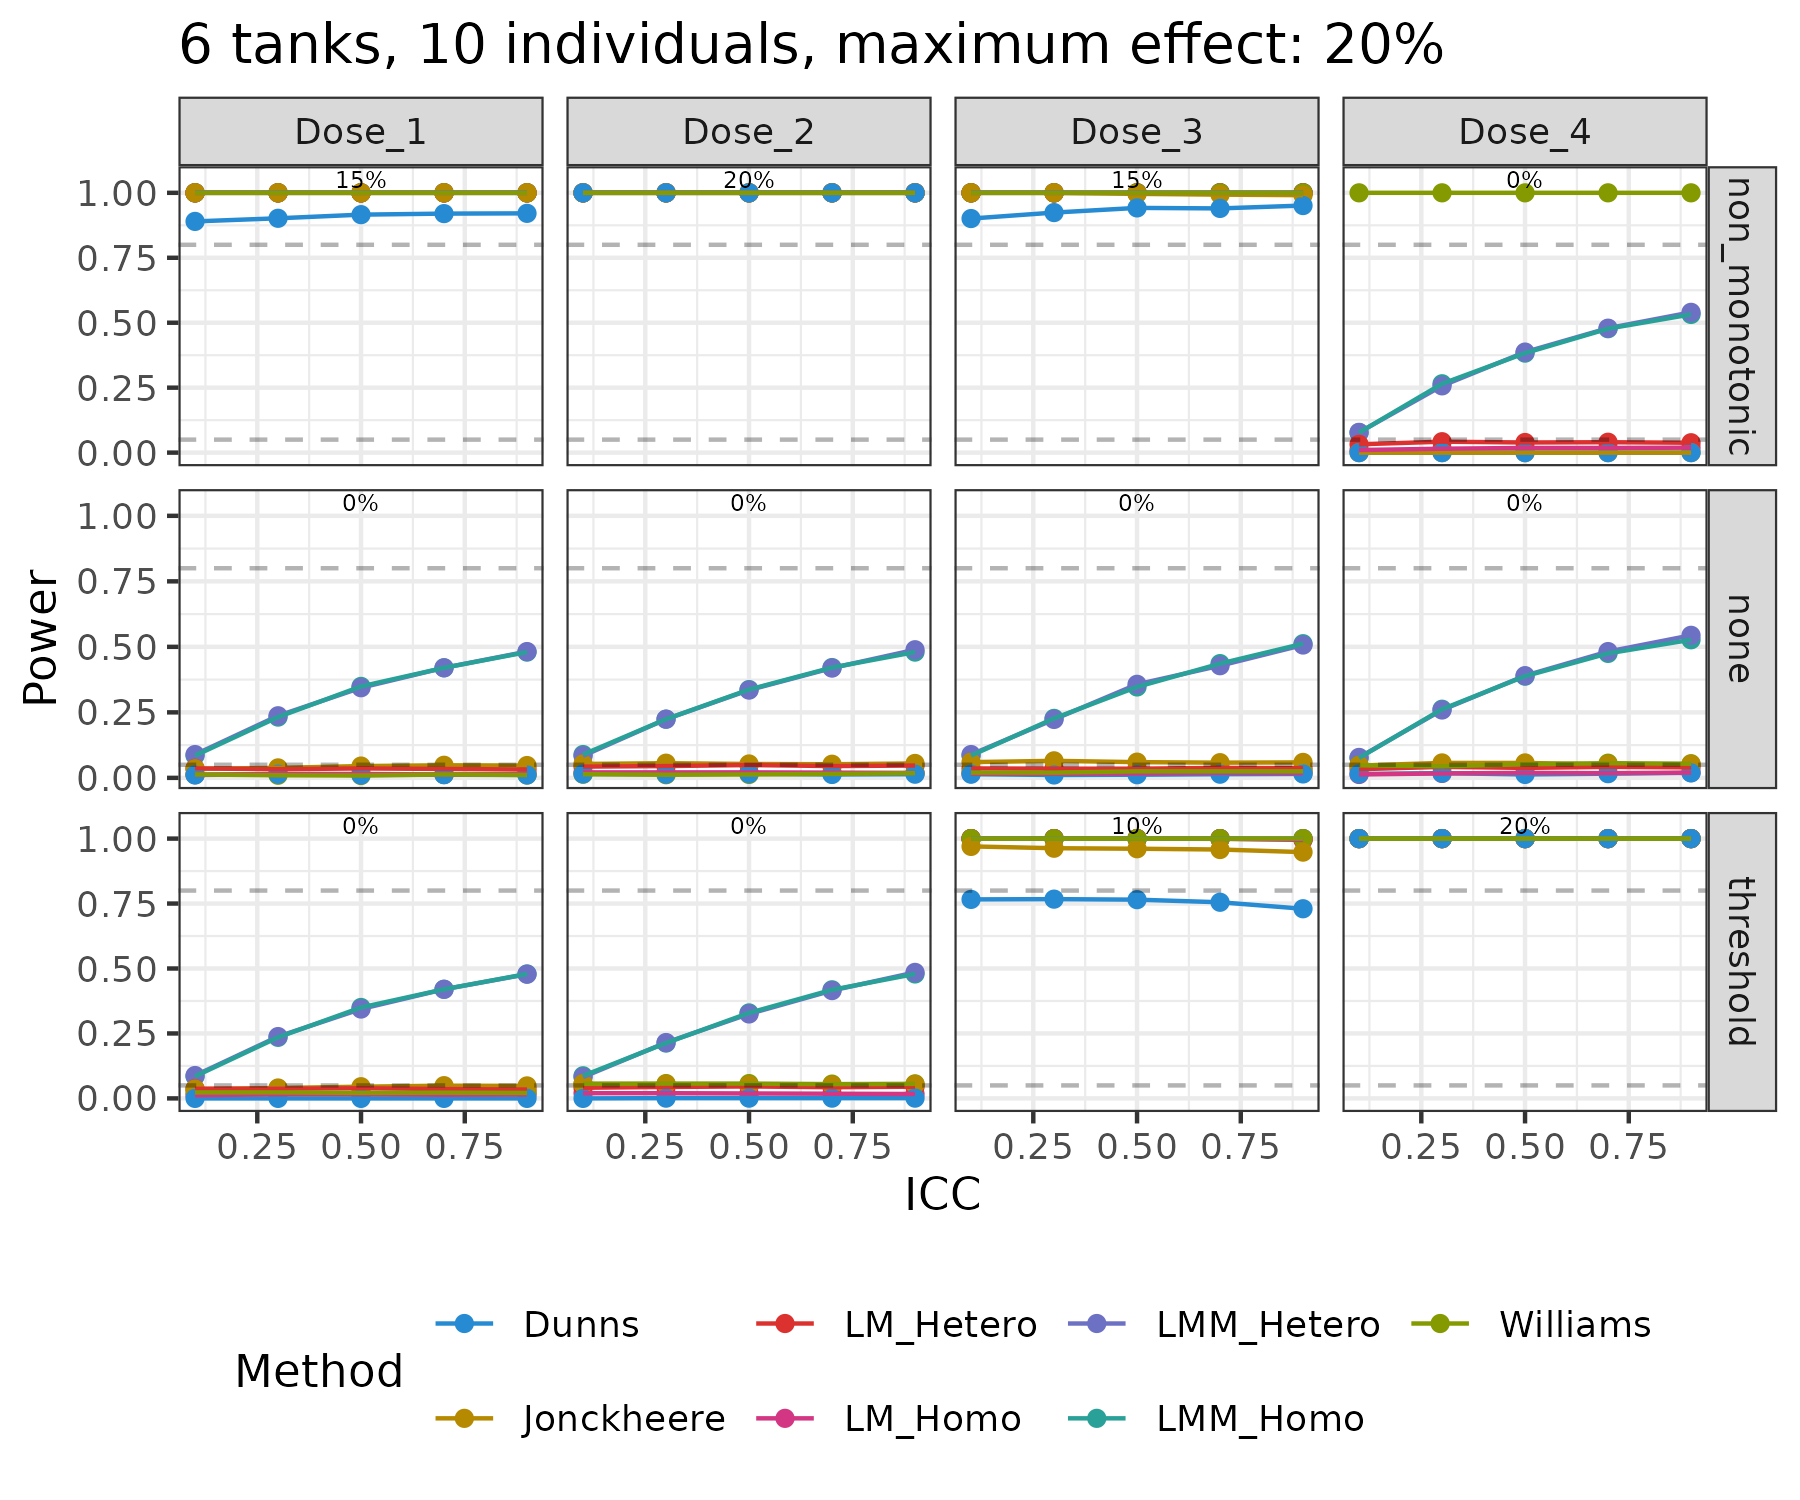 6 tanks, 10 individuals, maximum effect: 20%
Dose_1 Dose_2 Dose_3 Dose_4
15% 20% 15% 0%
1.00
0.75
0.50
0.25
0.00
non_monotonic
0% 0% 0% 0%
1.00
0.75
0.50
0.25
0.00
none
0% 0% 10% 20%
1.00
0.75
0.50
0.25
0.00
threshold
Power
0.25 0.50 0.75 0.25 0.50 0.75 0.25 0.50 0.75 0.25 0.50 0.75
ICC
Method
Dunns LM_Hetero LMM_Hetero Williams
Jonckheere LM_Homo LMM_Homo